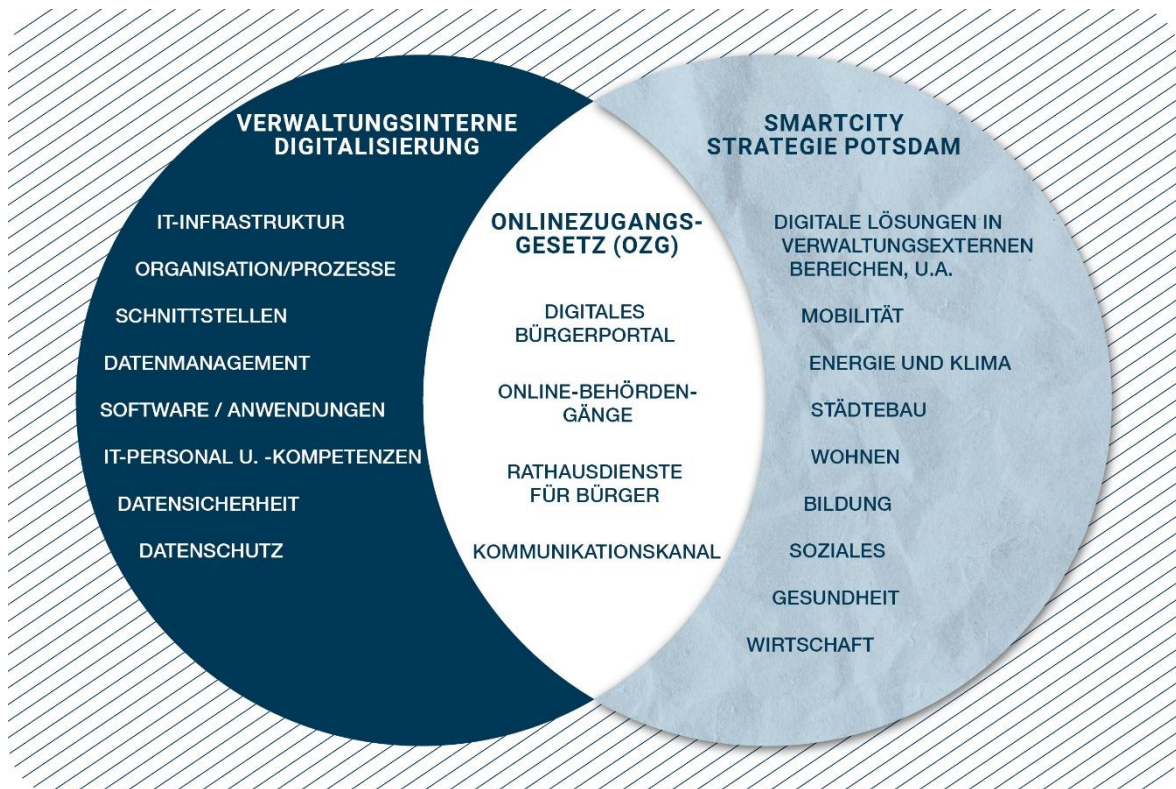 VERWALTUNGSINTERNE
DIGITALISIERUNG
IT-INFRASTRUKTUR
ORGANISATION/PROZESSE
SCHNITTSTELLEN
DATENMANAGEMENT
SOFTWARE / ANWENDUNGEN
IT-PERSONAL U. -KOMPETENZEN
DATENSICHERHEIT
DATENSCHUTZ
ONLINEZUGANGS-
GESETZ (OZG)
DIGITALES
BÜRGERPORTAL
ONLINE-BEHÖRDEN-
GÄNGE
RATHAUSDIENSTE
FÜR BÜRGER
KOMMUNIKATIONSKANAL
SMARTCITY
STRATEGIE POTSDAM
DIGITALE LÖSUNGEN IN
VERWALTUNGSEXTERNEN
BEREICHEN, U.A.
MOBILITÄT
ENERGIE UND KLIMA
STÄDTEBAU
WOHNEN
BILDUNG
SOZIALES
GESUNDHEIT
WIRTSCHAFT